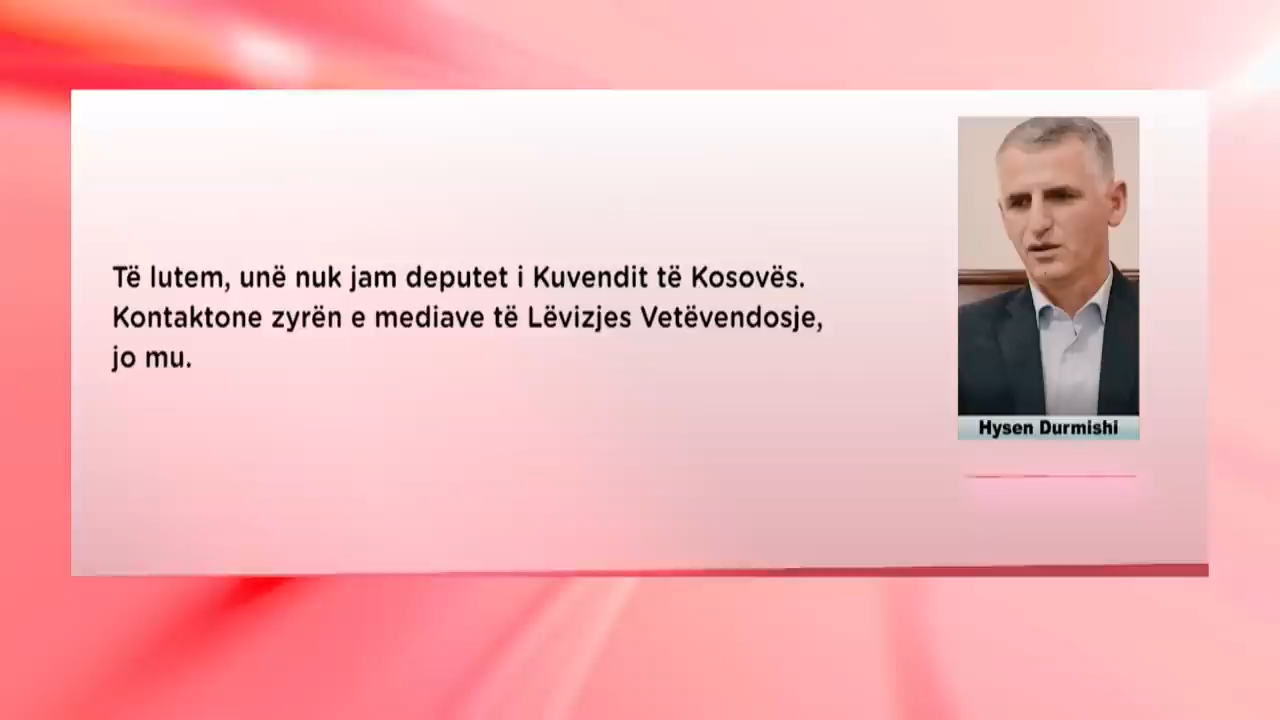 Të lutem, unë nuk jam deputet i Kuvendit të Kosovës.
Kontaktone zyrën e mediave të Lëvizjes Vetëvendosje,
jo mu.
Hysen Durmishi